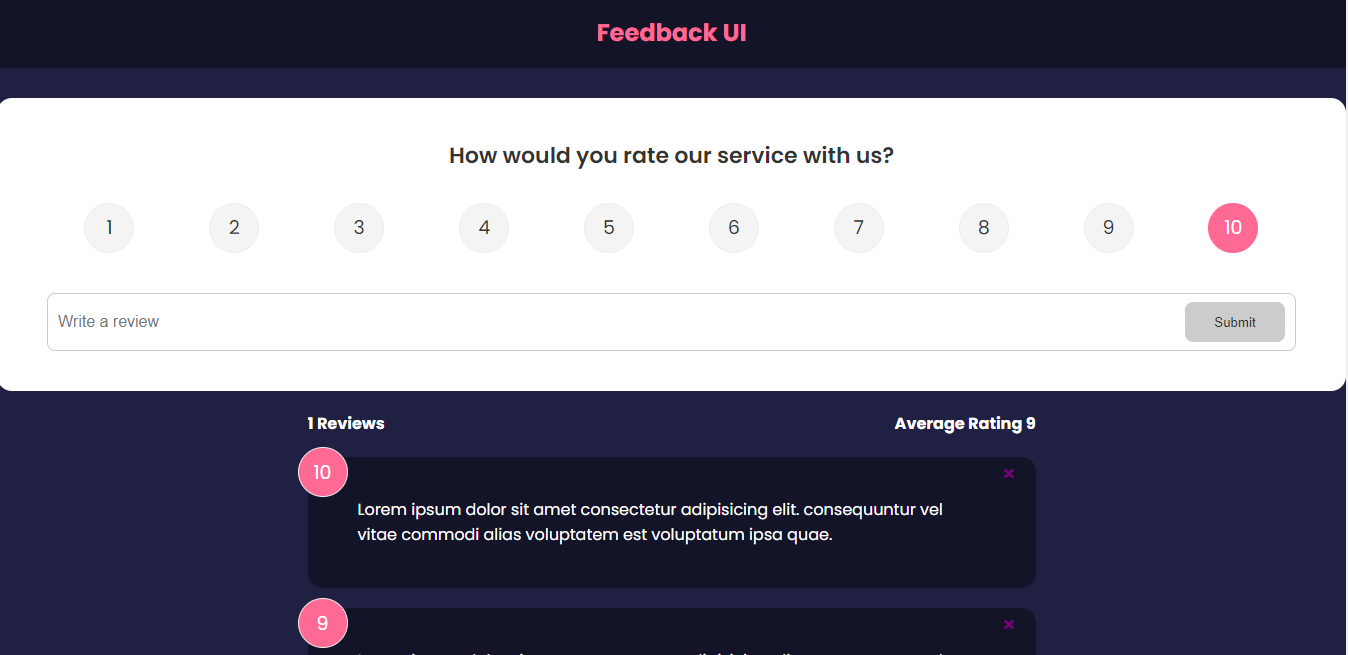 Feedback UI
How would you rate our service with us?
1 2 3 4 5 6 7 8 9 10
Write a review Submit
1 Reviews Average Rating 9
10 ×
Lorem ipsum dolor sit amet consectetur adipisicing elit. consequuntur vel
vitae commodi alias voluptatem est voluptatum ipsa quae.
9 ×